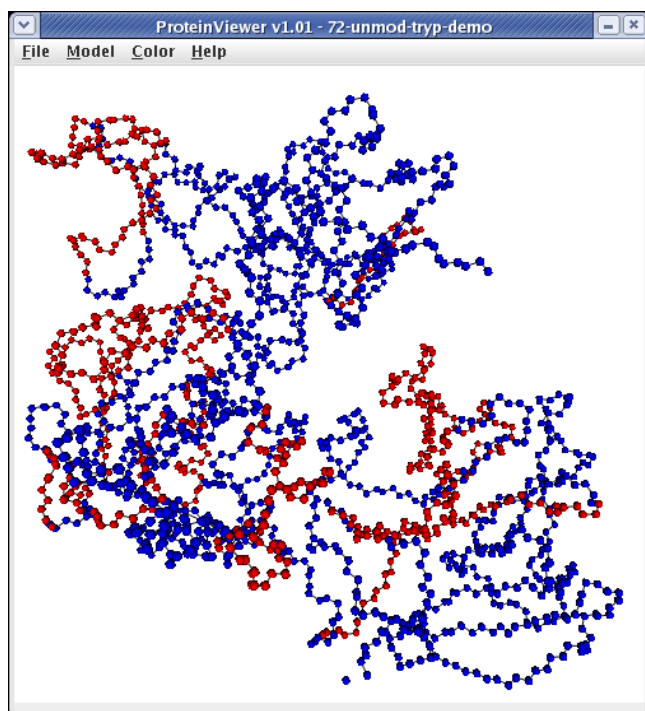 ProteinViewer v1.01 - 72-unmod-tryp-demo
File Model Color Help